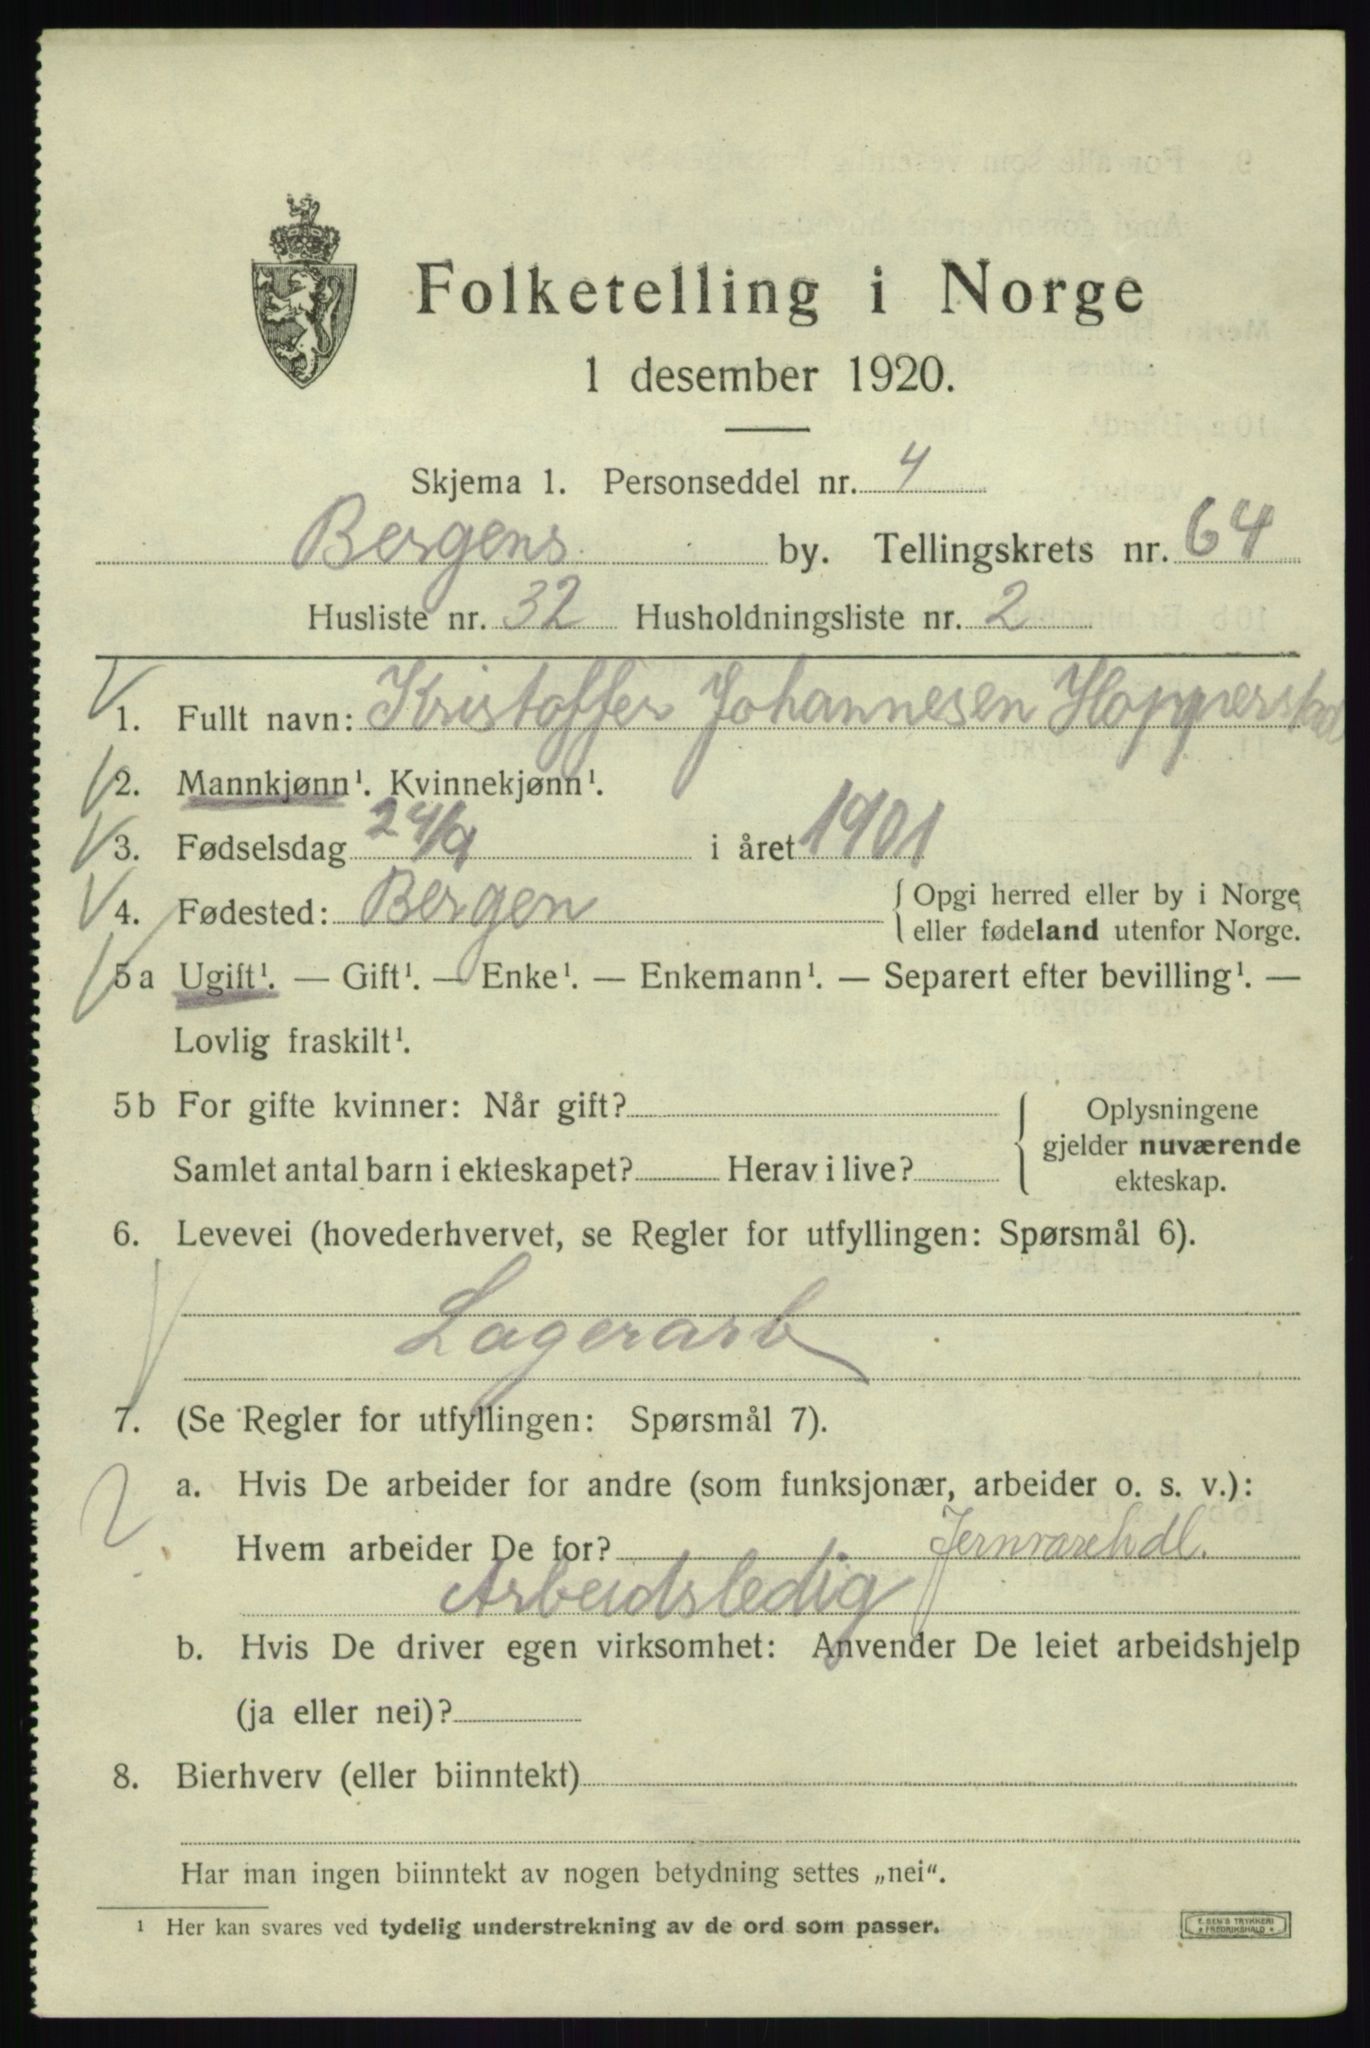 Folketelling i Norge
1 desember 1920.
Skjema 1. Personseddel nr. 4
Bergens by. Tellingskrets nr. 64
Husliste nr. 32 Husholdningsliste nr. 2
1. Fullt navn: Kristoffer Johannesen Hopperstad
2. Mannkjønn¹. Kvinnekjønn¹.
3. Fødselsdag 24/9 i året 1901
4. Fødested: Bergen { Opgi herred eller by i Norge
eller fødeland utenfor Norge.
5a Ugift¹. — Gift¹. — Enke¹. — Enkemann¹. — Separert efter bevilling¹. —
Lovlig fraskilt¹.
5b For gifte kvinner: Når gift? { Oplysningene
gjelder nuværende
Samlet antal barn i ekteskapet? Herav i live?
ekteskap.
6. Levevei (hovederhvervet, se Regler for utfyllingen: Spørsmål 6).
Lagerarb
7. (Se Regler for utfyllingen: Spørsmål 7).
a. Hvis De arbeider for andre (som funksjonær, arbeider o. s. v.):
Hvem arbeider De for? Jernvarehdl.
Arbeidsledig
b. Hvis De driver egen virksomhet: Anvender De leiet arbeidshjelp
(ja eller nei)?
8. Bierhverv (eller biinntekt)
Har man ingen biinntekt av nogen betydning settes „nei“.
¹ Her kan svares ved tydelig understrekning av de ord som passer.
E. SEM'S TRYKKERI
FREDRIKSHALD